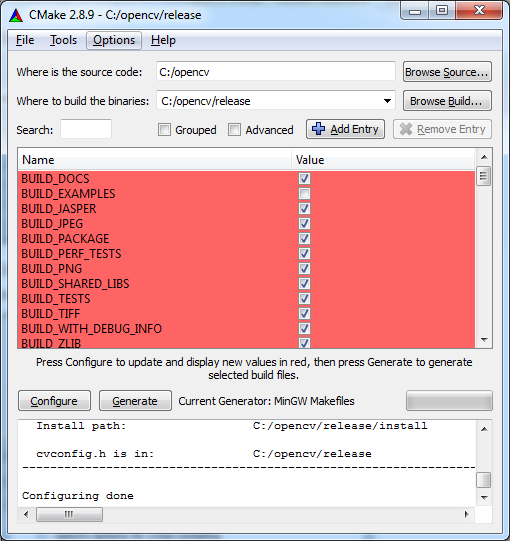 CMake 2.8.9 - C:/opencv/release
File Tools Options Help
Where is the source code: C:/opencv Browse Source...
Where to build the binaries: C:/opencv/release Browse Build...
Search: Grouped Advanced Add Entry Remove Entry
Name Value
BUILD_DOCS
BUILD_EXAMPLES
BUILD_JASPER
BUILD_JPEG
BUILD_PACKAGE
BUILD_PERF_TESTS
BUILD_PNG
BUILD_SHARED_LIBS
BUILD_TESTS
BUILD_TIFF
BUILD_WITH_DEBUG_INFO
BUILD_ZLIB
Press Configure to update and display new values in red, then press Generate to generate
selected build files.
Configure Generate Current Generator: MinGW Makefiles
Install path: C:/opencv/release/install
cvconfig.h is in: C:/opencv/release
-----------------------------------------------------------------
Configuring done